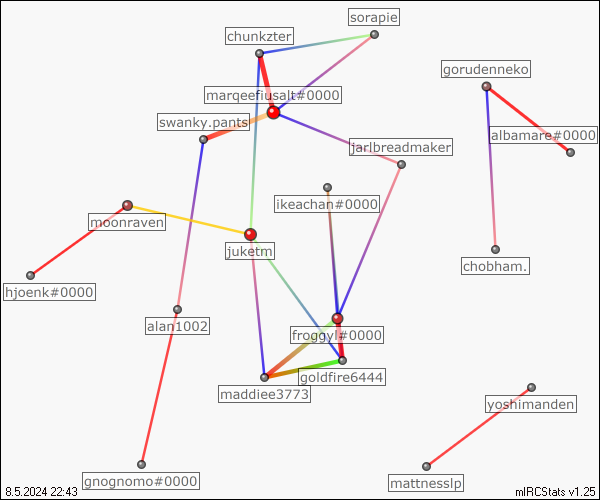 sorapie
chunkzter
gorudenneko
marqeefiusalt#0000
swanky.pants
albamare#0000
jarlbreadmaker
ikeachan#0000
moonraven
juketm
chobham.
hjoenk#0000
alan1002
froggyl#0000
goldfire6444
maddiee3773
yoshimanden
gnognomo#0000
mattnesslp
8.5.2024 22:43
mIRCStats v1.25